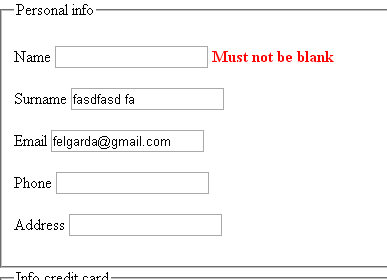 Personal info
Name Must not be blank
Surname fasdfasd fa
Email felgarda@gmail.com
Phone
Address
Info credit card